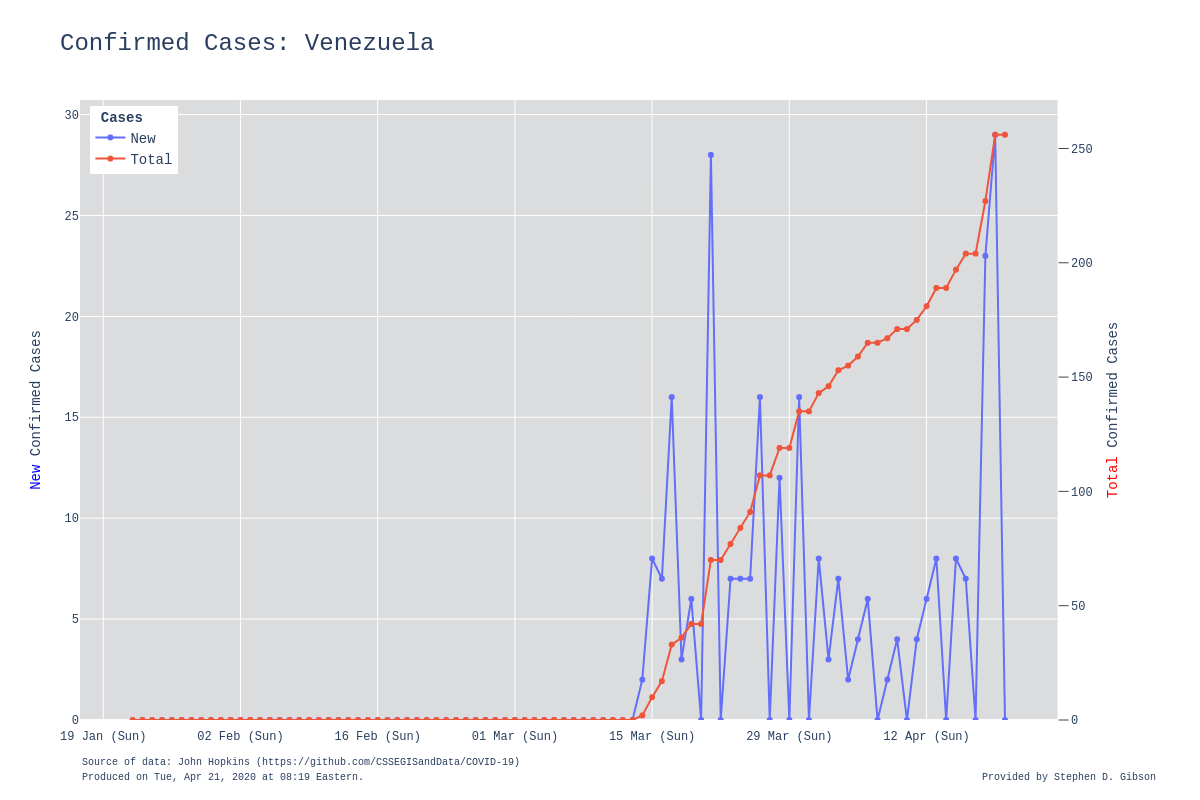 Confirmed Cases: Venezuela
Cases
New
Total
30
25
20
15
10
5
0
250
200
150
100
50
0
New Confirmed Cases
Total Confirmed Cases
19 Jan (Sun)
02 Feb (Sun)
16 Feb (Sun)
01 Mar (Sun)
15 Mar (Sun)
29 Mar (Sun)
12 Apr (Sun)
Source of data: John Hopkins (https://github.com/CSSEGISandData/COVID-19)
Produced on Tue, Apr 21, 2020 at 08:19 Eastern.
Provided by Stephen D. Gibson